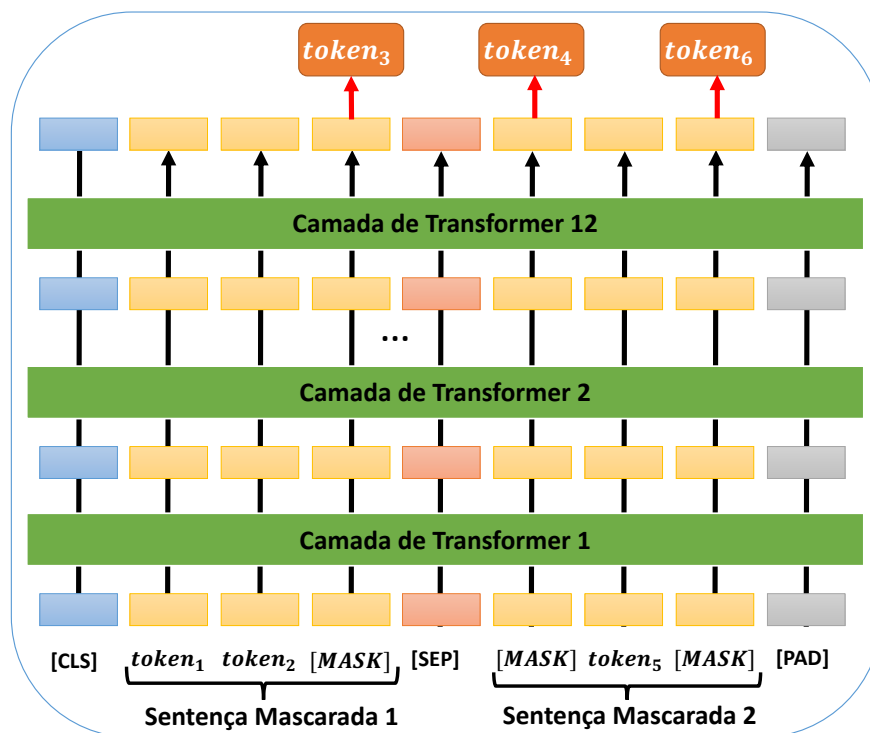 token₃ token₄ token₆
Camada de Transformer 12
...
Camada de Transformer 2
Camada de Transformer 1
[CLS] token₁ token₂ [MASK] [SEP] [MASK] token₅ [MASK] [PAD]
Sentença Mascarada 1 Sentença Mascarada 2